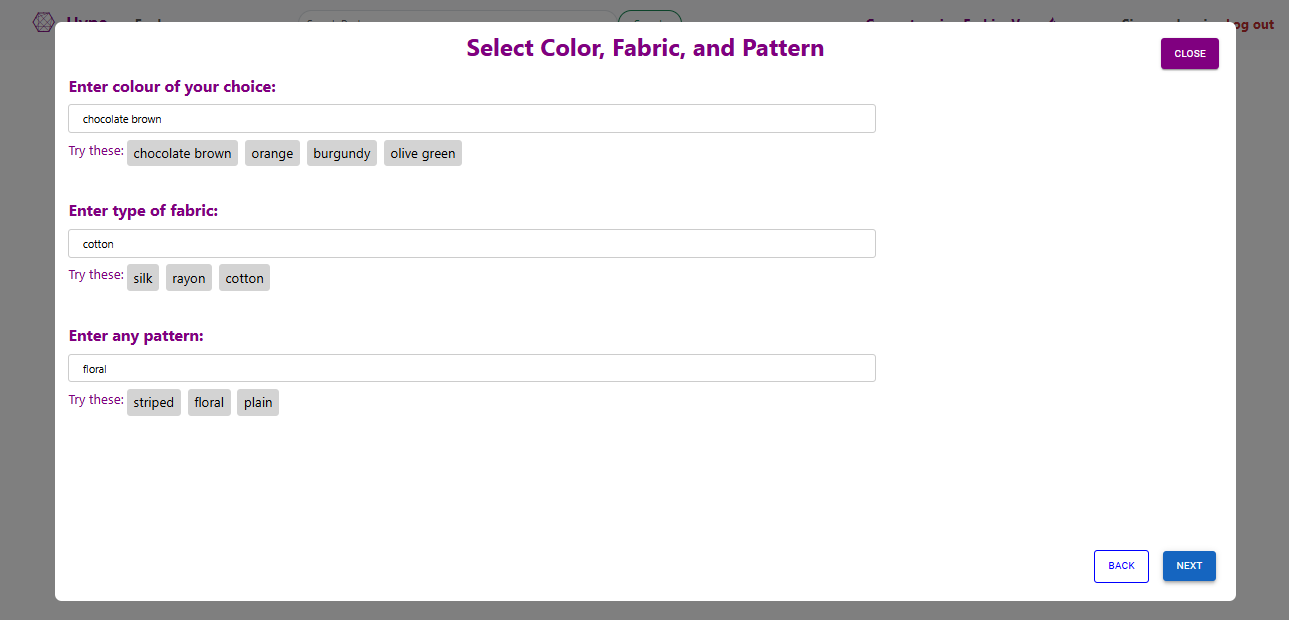 Select Color, Fabric, and Pattern
CLOSE
Enter colour of your choice:
chocolate brown
Try these: chocolate brown orange burgundy olive green
Enter type of fabric:
cotton
Try these: silk rayon cotton
Enter any pattern:
floral
Try these: striped floral plain
BACK NEXT